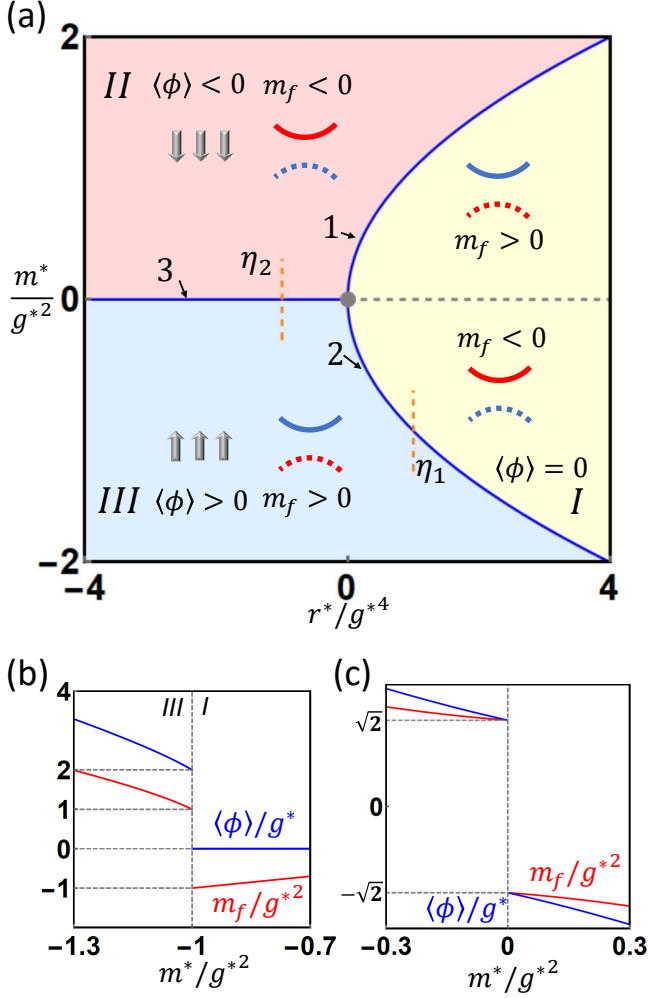 (a)
2
II ⟨ϕ⟩ < 0 m_f < 0
1
m_f > 0
η₂
3
m*/g*²
0
m_f < 0
2
η₁
⟨ϕ⟩ = 0
III ⟨ϕ⟩ > 0 m_f > 0
I
−2
−4
0
4
r*/g*⁴
(b)
4
III
I
2
1
⟨ϕ⟩/g*
0
−1
m_f/g*²
−1.3
−1
−0.7
m*/g*²
(c)
√2
0
m_f/g*²
−√2
⟨ϕ⟩/g*
−0.3
0
0.3
m*/g*²